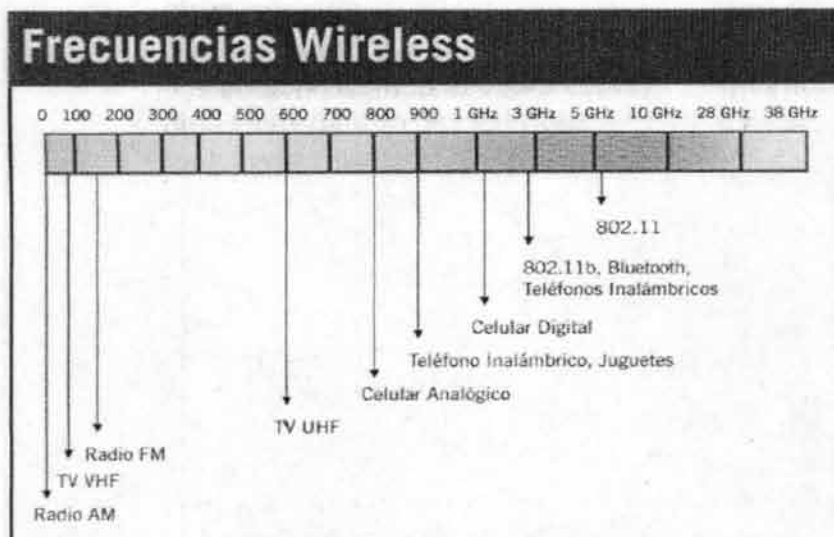 Frecuencias Wireless
0 100 200 300 400 500 600 700 800 900 1 GHz 3 GHz 5 GHz 10 GHz 28 GHz 38 GHz
802.11
802.11b, Bluetooth,
Teléfonos Inalámbricos
Celular Digital
Teléfono Inalámbrico, Juguetes
Celular Analógico
TV UHF
Radio FM
TV VHF
Radio AM